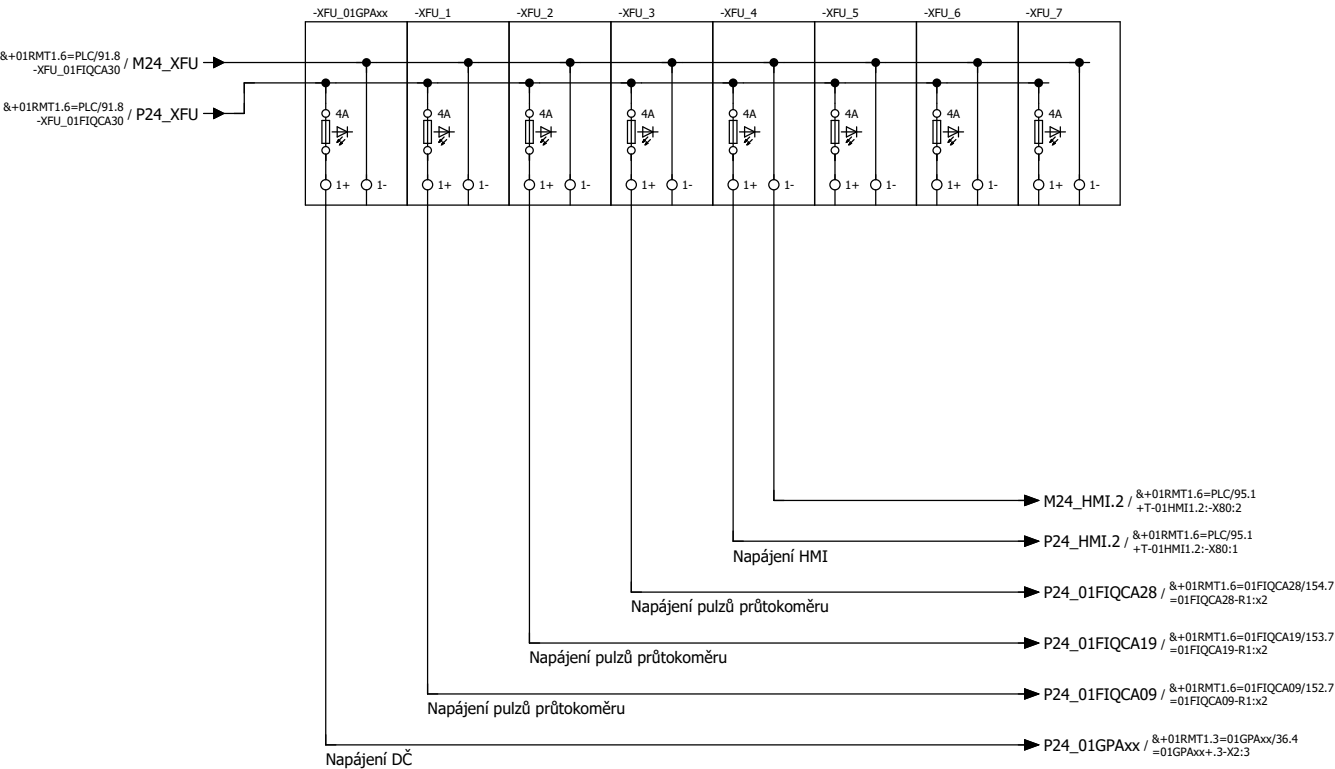 -XFU_01GPAxx -XFU_1 -XFU_2 -XFU_3 -XFU_4 -XFU_5 -XFU_6 -XFU_7
&+01RMT1.6=PLC/91.8
-XFU_01FIQCA30 / M24_XFU
&+01RMT1.6=PLC/91.8
-XFU_01FIQCA30 / P24_XFU
4A 4A 4A 4A 4A 4A 4A 4A
1+ 1- 1+ 1- 1+ 1- 1+ 1- 1+ 1- 1+ 1- 1+ 1- 1+ 1-
M24_HMI.2 / &+01RMT1.6=PLC/95.1
+T-01HMI1.2:-X80:2
P24_HMI.2 / &+01RMT1.6=PLC/95.1
+T-01HMI1.2:-X80:1
Napájení HMI
P24_01FIQCA28 / &+01RMT1.6=01FIQCA28/154.7
=01FIQCA28-R1:x2
Napájení pulzů průtokoměru
P24_01FIQCA19 / &+01RMT1.6=01FIQCA19/153.7
=01FIQCA19-R1:x2
Napájení pulzů průtokoměru
P24_01FIQCA09 / &+01RMT1.6=01FIQCA09/152.7
=01FIQCA09-R1:x2
Napájení pulzů průtokoměru
P24_01GPAxx / &+01RMT1.3=01GPAxx/36.4
=01GPAxx+.3-X2:3
Napájení DČ